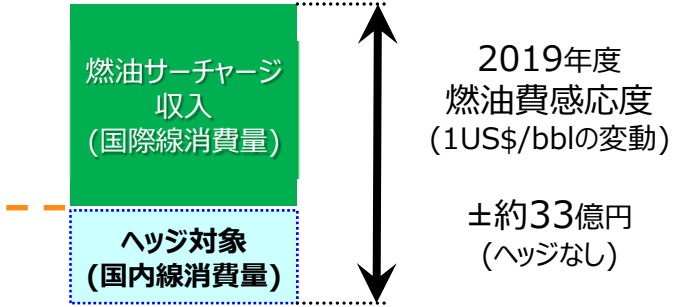 燃油サーチャージ
収入
(国際線消費量)
ヘッジ対象
(国内線消費量)
2019年度
燃油費感応度
(1US$/bblの変動)
±約33億円
(ヘッジなし)